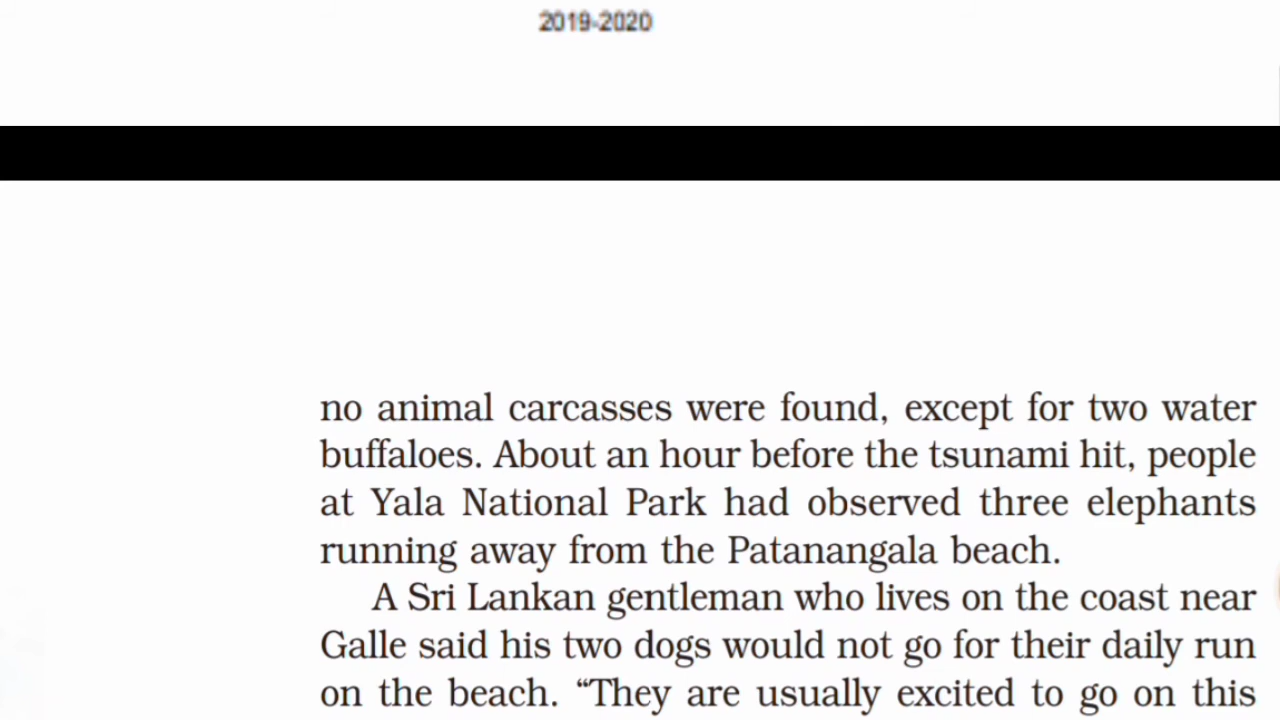 2019-2020
no animal carcasses were found, except for two water
buffaloes. About an hour before the tsunami hit, people
at Yala National Park had observed three elephants
running away from the Patanangala beach.
A Sri Lankan gentleman who lives on the coast near
Galle said his two dogs would not go for their daily run
on the beach. “They are usually excited to go on this